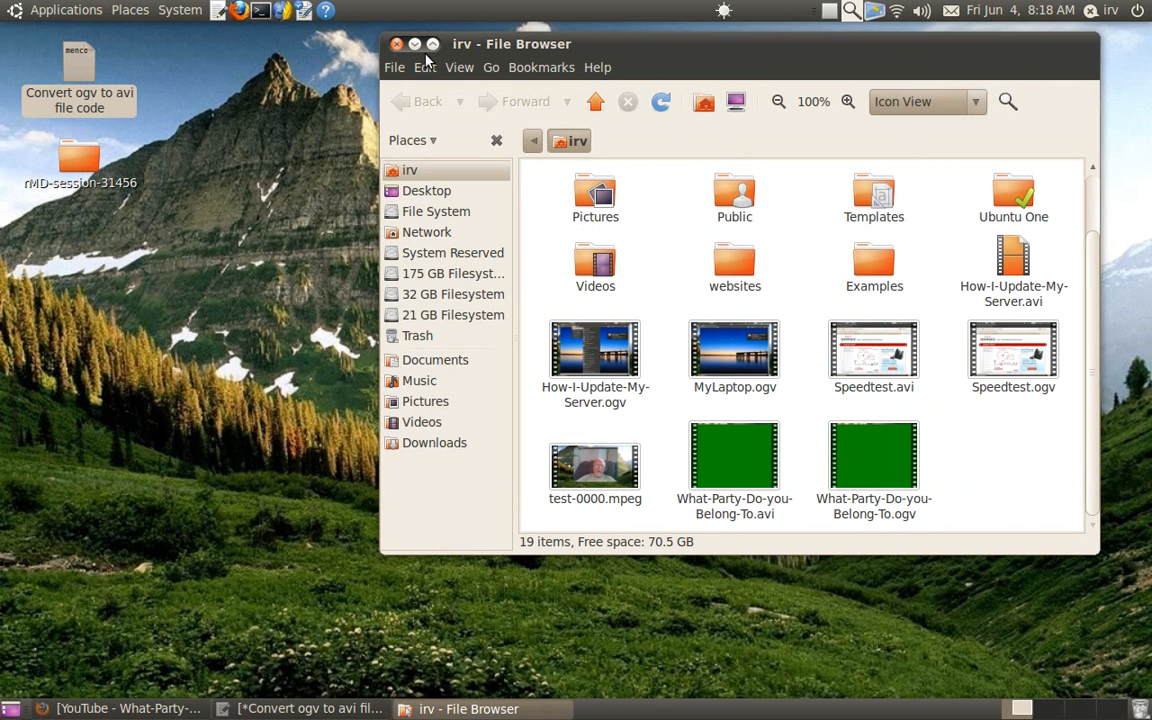 Applications Places System
Fri Jun 4, 8:18 AM irv
menco
Convert ogv to avi
file code
rMD-session-31456
irv - File Browser
File Edit View Go Bookmarks Help
Back Forward 100% Icon View
Places
irv
irv
Desktop
File System
Network
System Reserved
175 GB Filesyst...
32 GB Filesystem
21 GB Filesystem
Trash
Documents
Music
Pictures
Videos
Downloads
Pictures Public Templates Ubuntu One
Videos websites Examples How-I-Update-My-
Server.avi
How-I-Update-My-
Server.ogv
MyLaptop.ogv Speedtest.avi Speedtest.ogv
test-0000.mpeg
What-Party-Do-you-
Belong-To.avi
What-Party-Do-you-
Belong-To.ogv
19 items, Free space: 70.5 GB
[YouTube - What-Party-... [*Convert ogv to avi fil... irv - File Browser